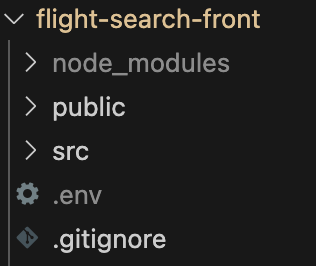 flight-search-front
node_modules
public
src
.env
.gitignore